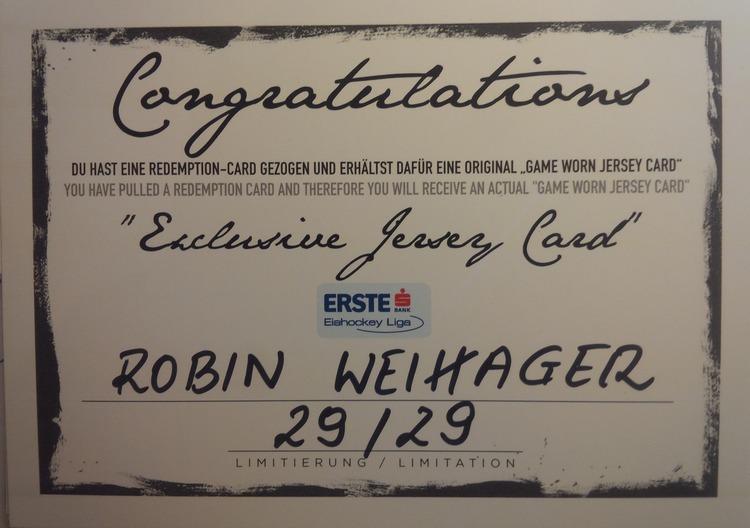 Congratulations
DU HAST EINE REDEMPTION-CARD GEZOGEN UND ERHÄLTST DAFÜR EINE ORIGINAL „GAME WORN JERSEY CARD“
YOU HAVE PULLED A REDEMPTION CARD AND THEREFORE YOU WILL RECEIVE AN ACTUAL "GAME WORN JERSEY CARD"
"Exclusive Jersey Card"
ERSTE
BANK
Eishockey Liga
ROBIN WEIHAGER
29/29
LIMITIERUNG / LIMITATION